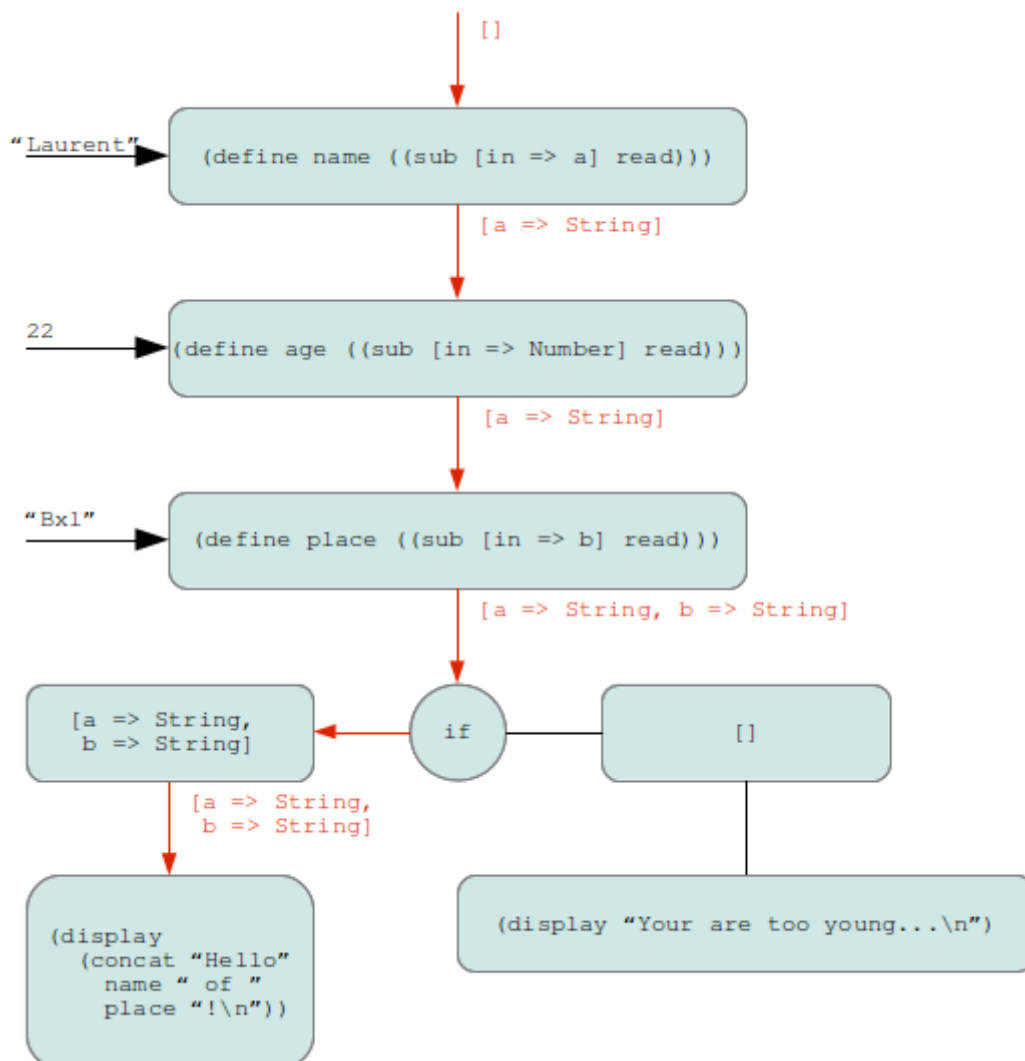 []
“Laurent”
(define name ((sub [in => a] read)))
[a => String]
22
(define age ((sub [in => Number] read)))
[a => String]
“Bxl”
(define place ((sub [in => b] read)))
[a => String, b => String]
[a => String,
b => String]
if
[]
[a => String,
b => String]
(display
(concat “Hello”
name “ of ”
place “!\n”))
(display “Your are too young...\n”)